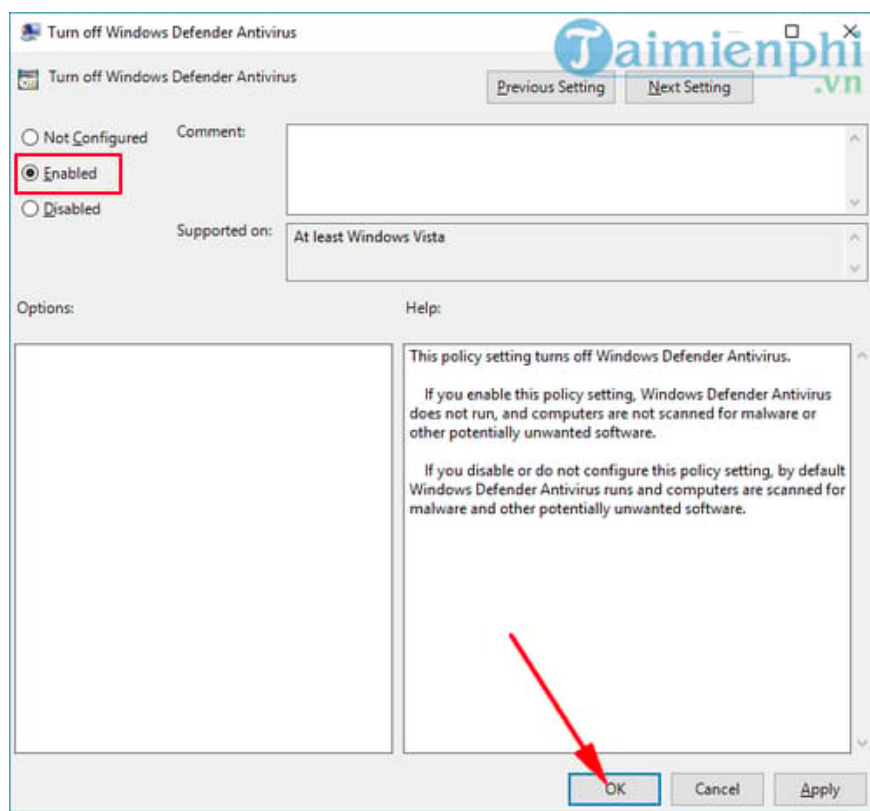 Turn off Windows Defender Antivirus
Taimienphi
.vn
Turn off Windows Defender Antivirus
Previous Setting
Next Setting
Not Configured
Comment:
Enabled
Disabled
Supported on:
At least Windows Vista
Options:
Help:
This policy setting turns off Windows Defender Antivirus.
If you enable this policy setting, Windows Defender Antivirus
does not run, and computers are not scanned for malware or
other potentially unwanted software.
If you disable or do not configure this policy setting, by default
Windows Defender Antivirus runs and computers are scanned for
malware and other potentially unwanted software.
OK
Cancel
Apply